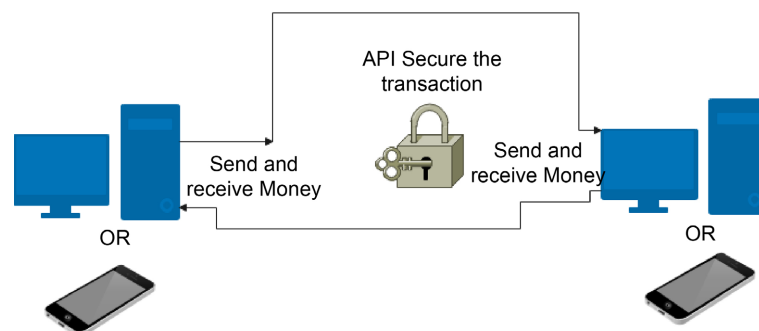 API Secure the
transaction
Send and
receive Money
Send and
receive Money
OR
OR